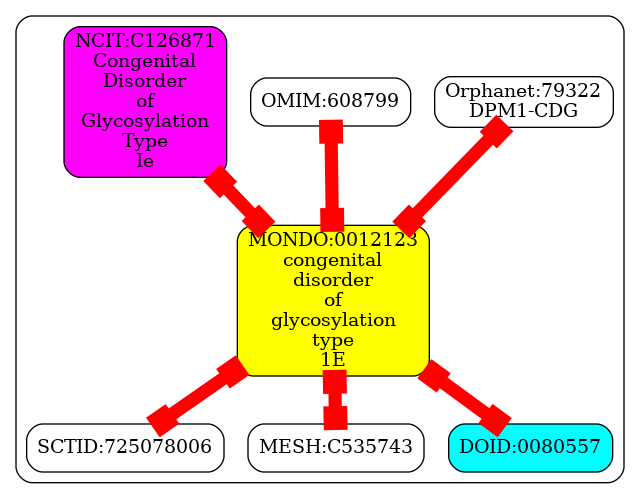 NCIT:C126871
Congenital
Disorder
of
Glycosylation
Type
Ie
OMIM:608799
Orphanet:79322
DPM1-CDG
MONDO:0012123
congenital
disorder
of
glycosylation
type
1E
SCTID:725078006
MESH:C535743
DOID:0080557